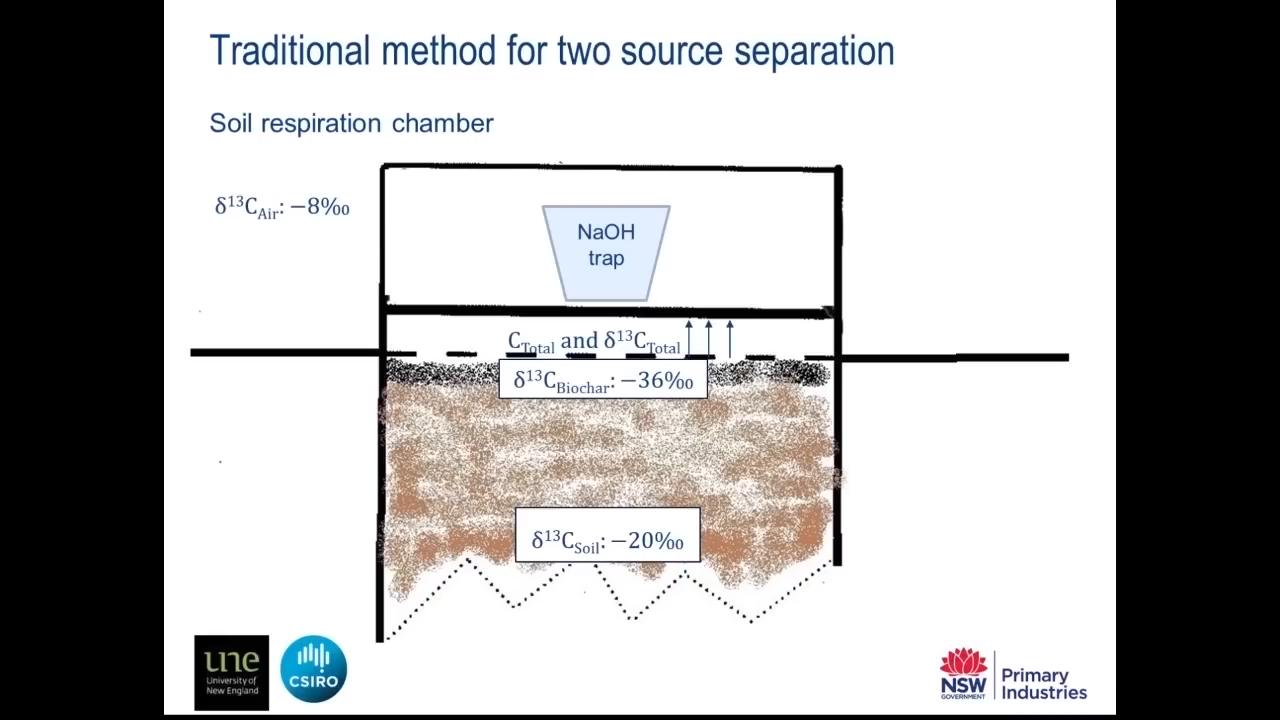 Traditional method for two source separation
Soil respiration chamber
δ¹³C_Air: −8‰
NaOH
trap
C_Total and δ¹³C_Total
δ¹³C_Biochar: −36‰
δ¹³C_Soil: −20‰
une
University of
New England
CSIRO
NSW
GOVERNMENT
Primary
Industries